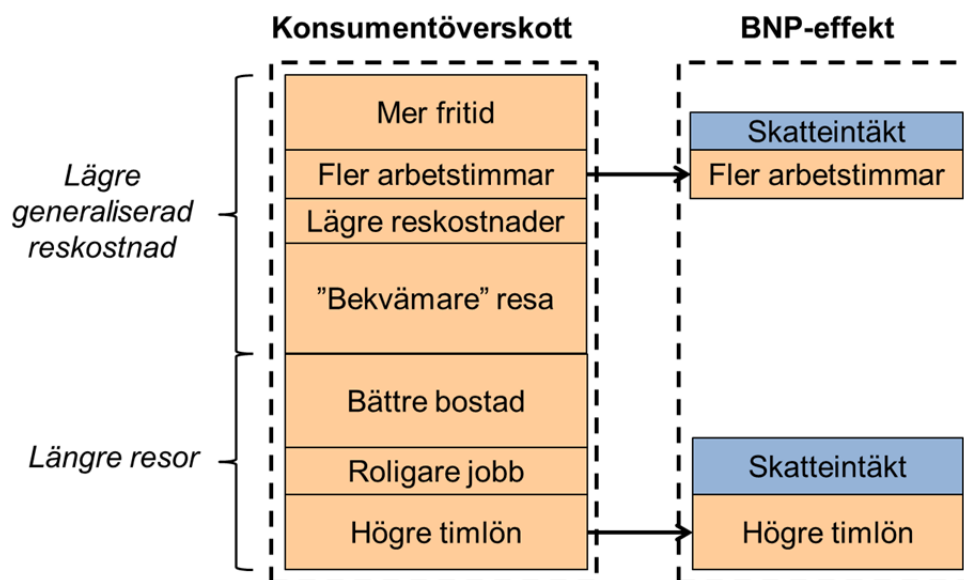 Konsumentöverskott
BNP-effekt
Lägre
generaliserad
reskostnad
Mer fritid
Fler arbetstimmar
Lägre reskostnader
”Bekvämare” resa
Längre resor
Bättre bostad
Roligare jobb
Högre timlön
Skatteintäkt
Fler arbetstimmar
Skatteintäkt
Högre timlön